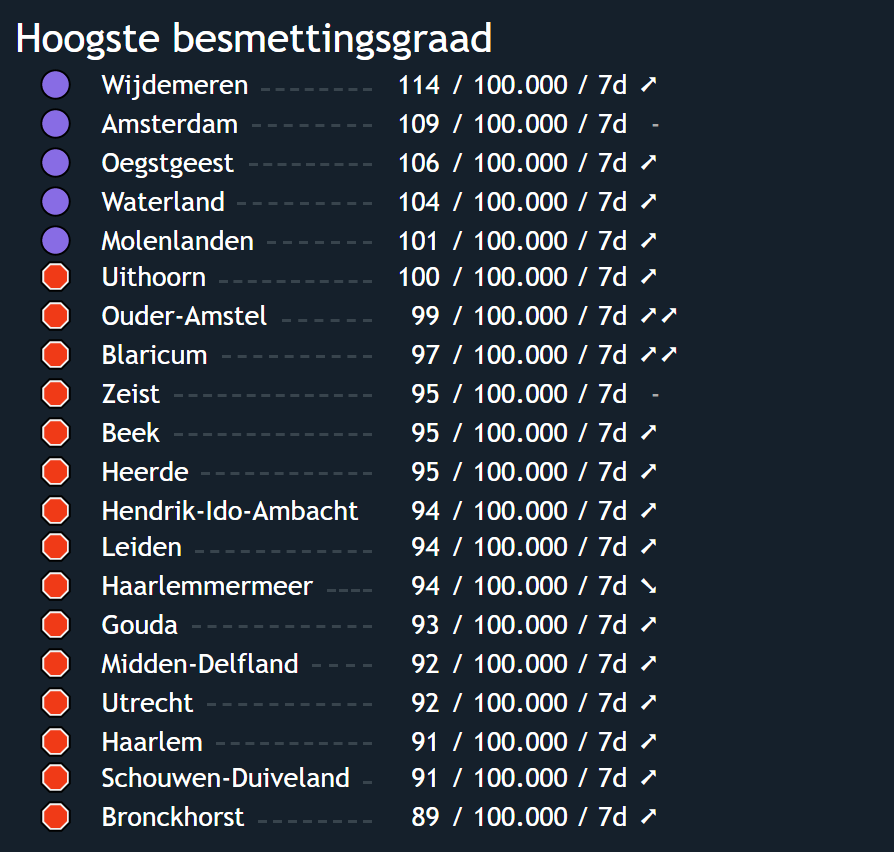 Hoogste besmettingsgraad
Wijdemeren 114 / 100.000 / 7d ↗
Amsterdam 109 / 100.000 / 7d -
Oegstgeest 106 / 100.000 / 7d ↗
Waterland 104 / 100.000 / 7d ↗
Molenlanden 101 / 100.000 / 7d ↗
Uithoorn 100 / 100.000 / 7d ↗
Ouder-Amstel 99 / 100.000 / 7d ↗↗
Blaricum 97 / 100.000 / 7d ↗↗
Zeist 95 / 100.000 / 7d -
Beek 95 / 100.000 / 7d ↗
Heerde 95 / 100.000 / 7d ↗
Hendrik-Ido-Ambacht 94 / 100.000 / 7d ↗
Leiden 94 / 100.000 / 7d ↗
Haarlemmermeer 94 / 100.000 / 7d ↘
Gouda 93 / 100.000 / 7d ↗
Midden-Delfland 92 / 100.000 / 7d ↗
Utrecht 92 / 100.000 / 7d ↗
Haarlem 91 / 100.000 / 7d ↗
Schouwen-Duiveland 91 / 100.000 / 7d ↗
Bronckhorst 89 / 100.000 / 7d ↗